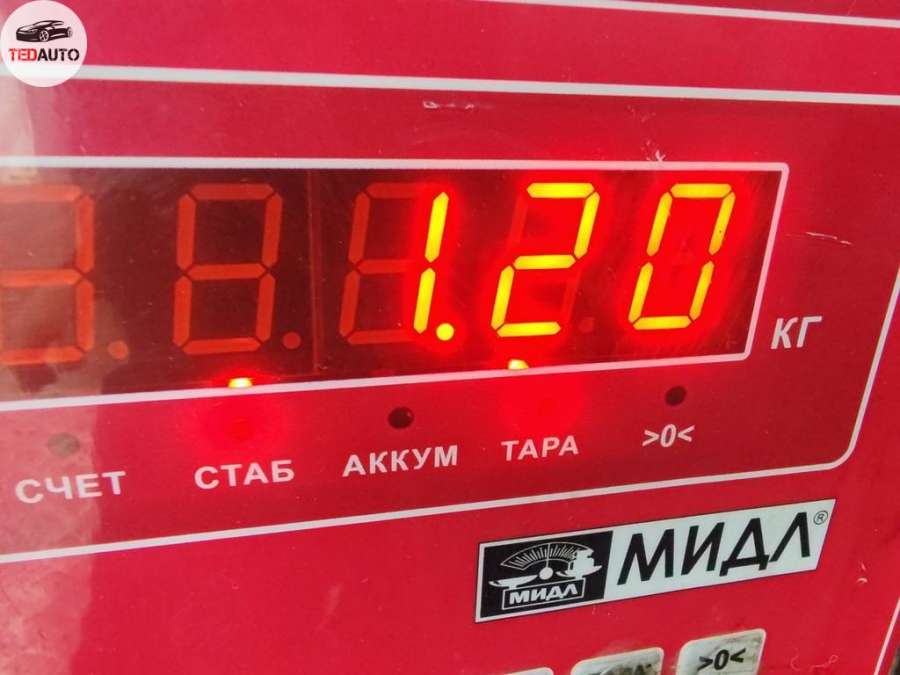 TEDAUTO
1.20
КГ
СЧЕТ СТАБ АККУМ ТАРА >0<
МИДЛ МИДЛ®
>0<